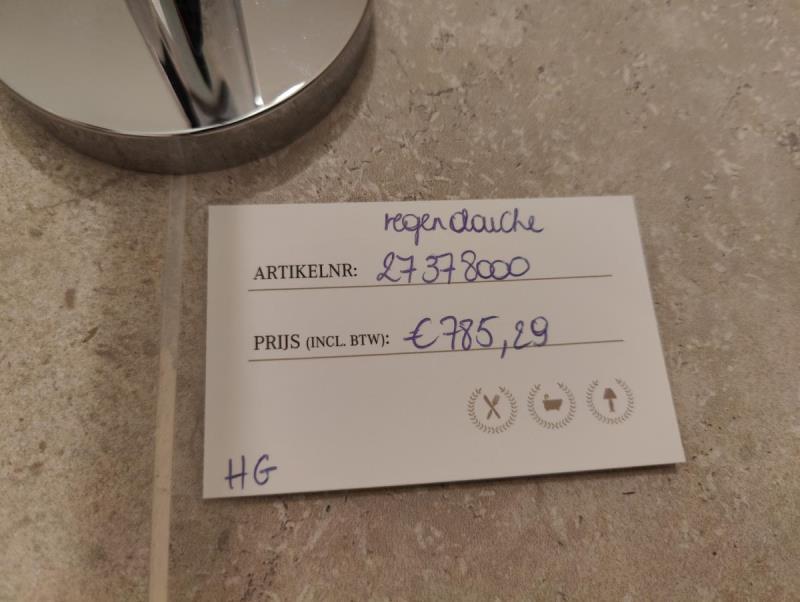 regendouche
ARTIKELNR: 27378000
PRIJS (INCL. BTW): €785,29
HG